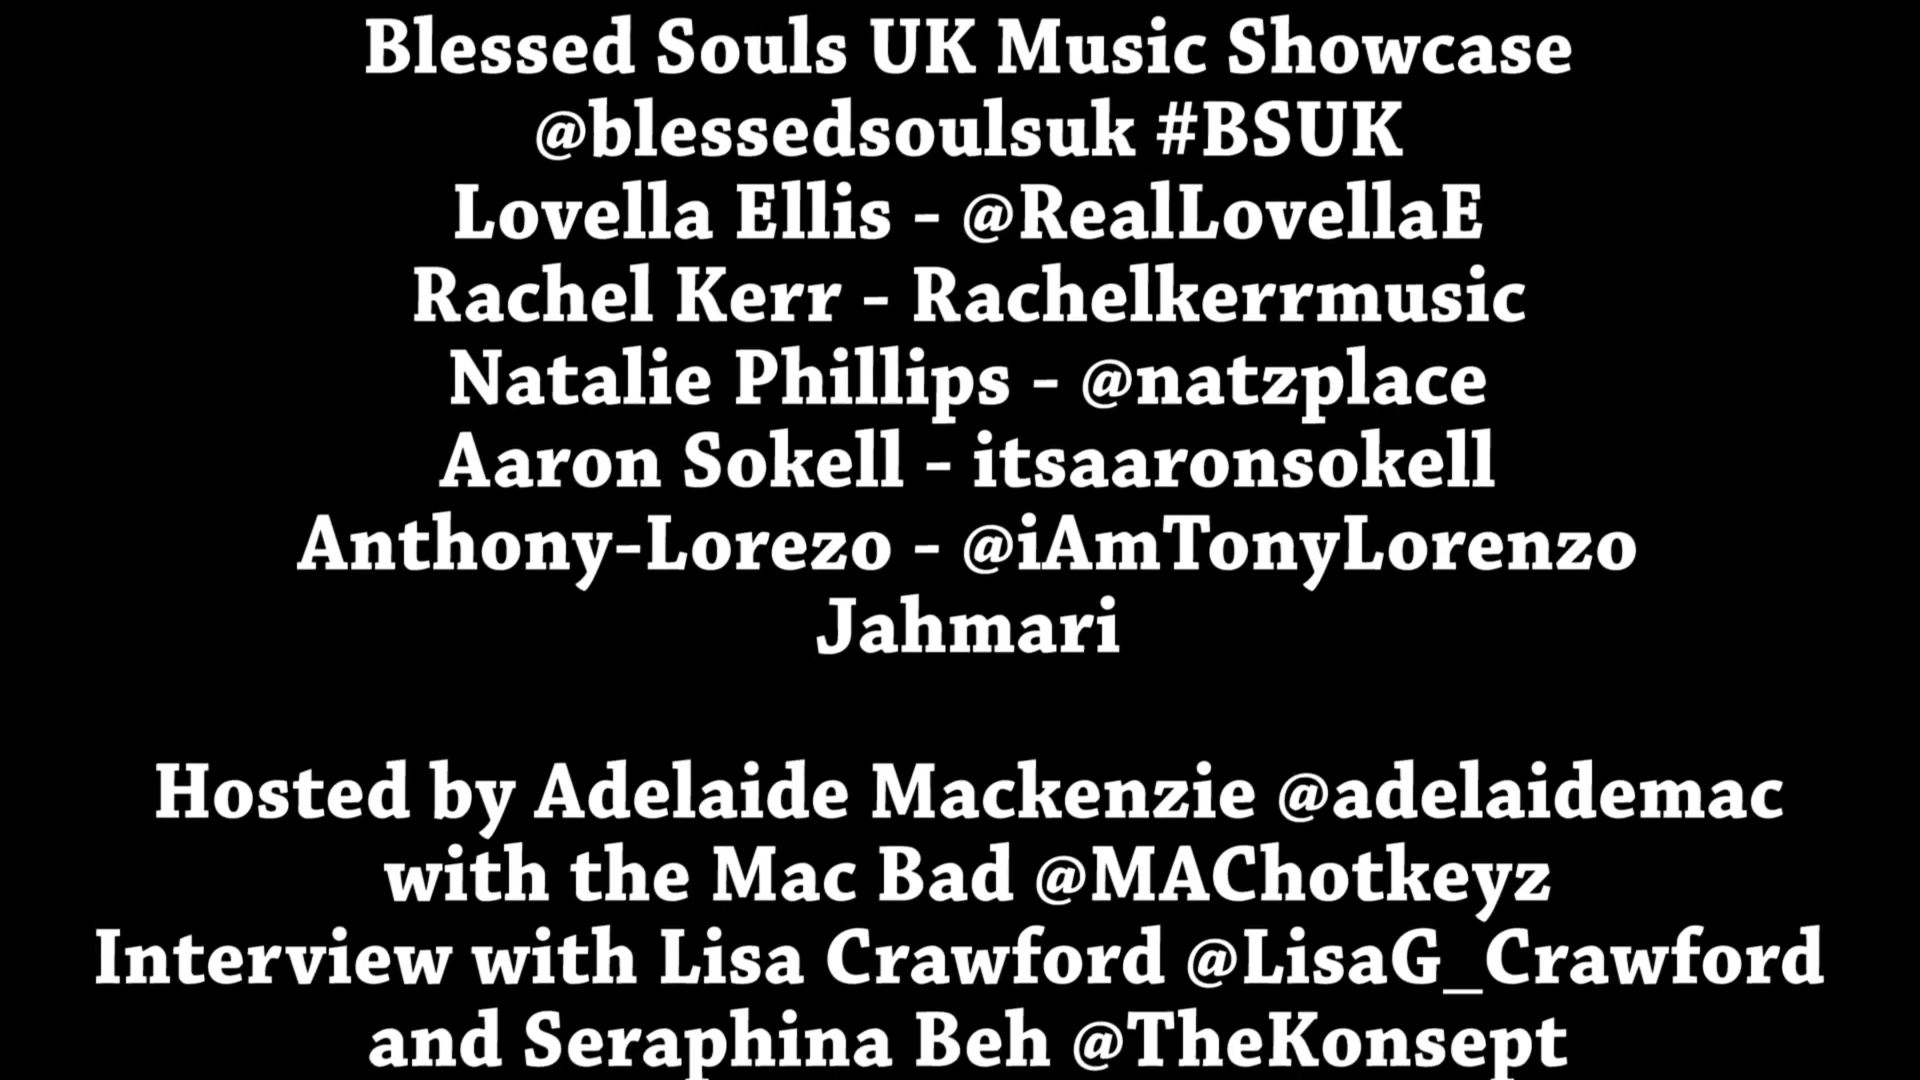 Blessed Souls UK Music Showcase
@blessedsoulsuk #BSUK
Lovella Ellis - @RealLovellaE
Rachel Kerr - Rachelkerrmusic
Natalie Phillips - @natzplace
Aaron Sokell - itsaaronsokell
Anthony-Lorezo - @iAmTonyLorenzo
Jahmari
Hosted by Adelaide Mackenzie @adelaidemac
with the Mac Bad @MAChotkeyz
Interview with Lisa Crawford @LisaG_Crawford
and Seraphina Beh @TheKonsept